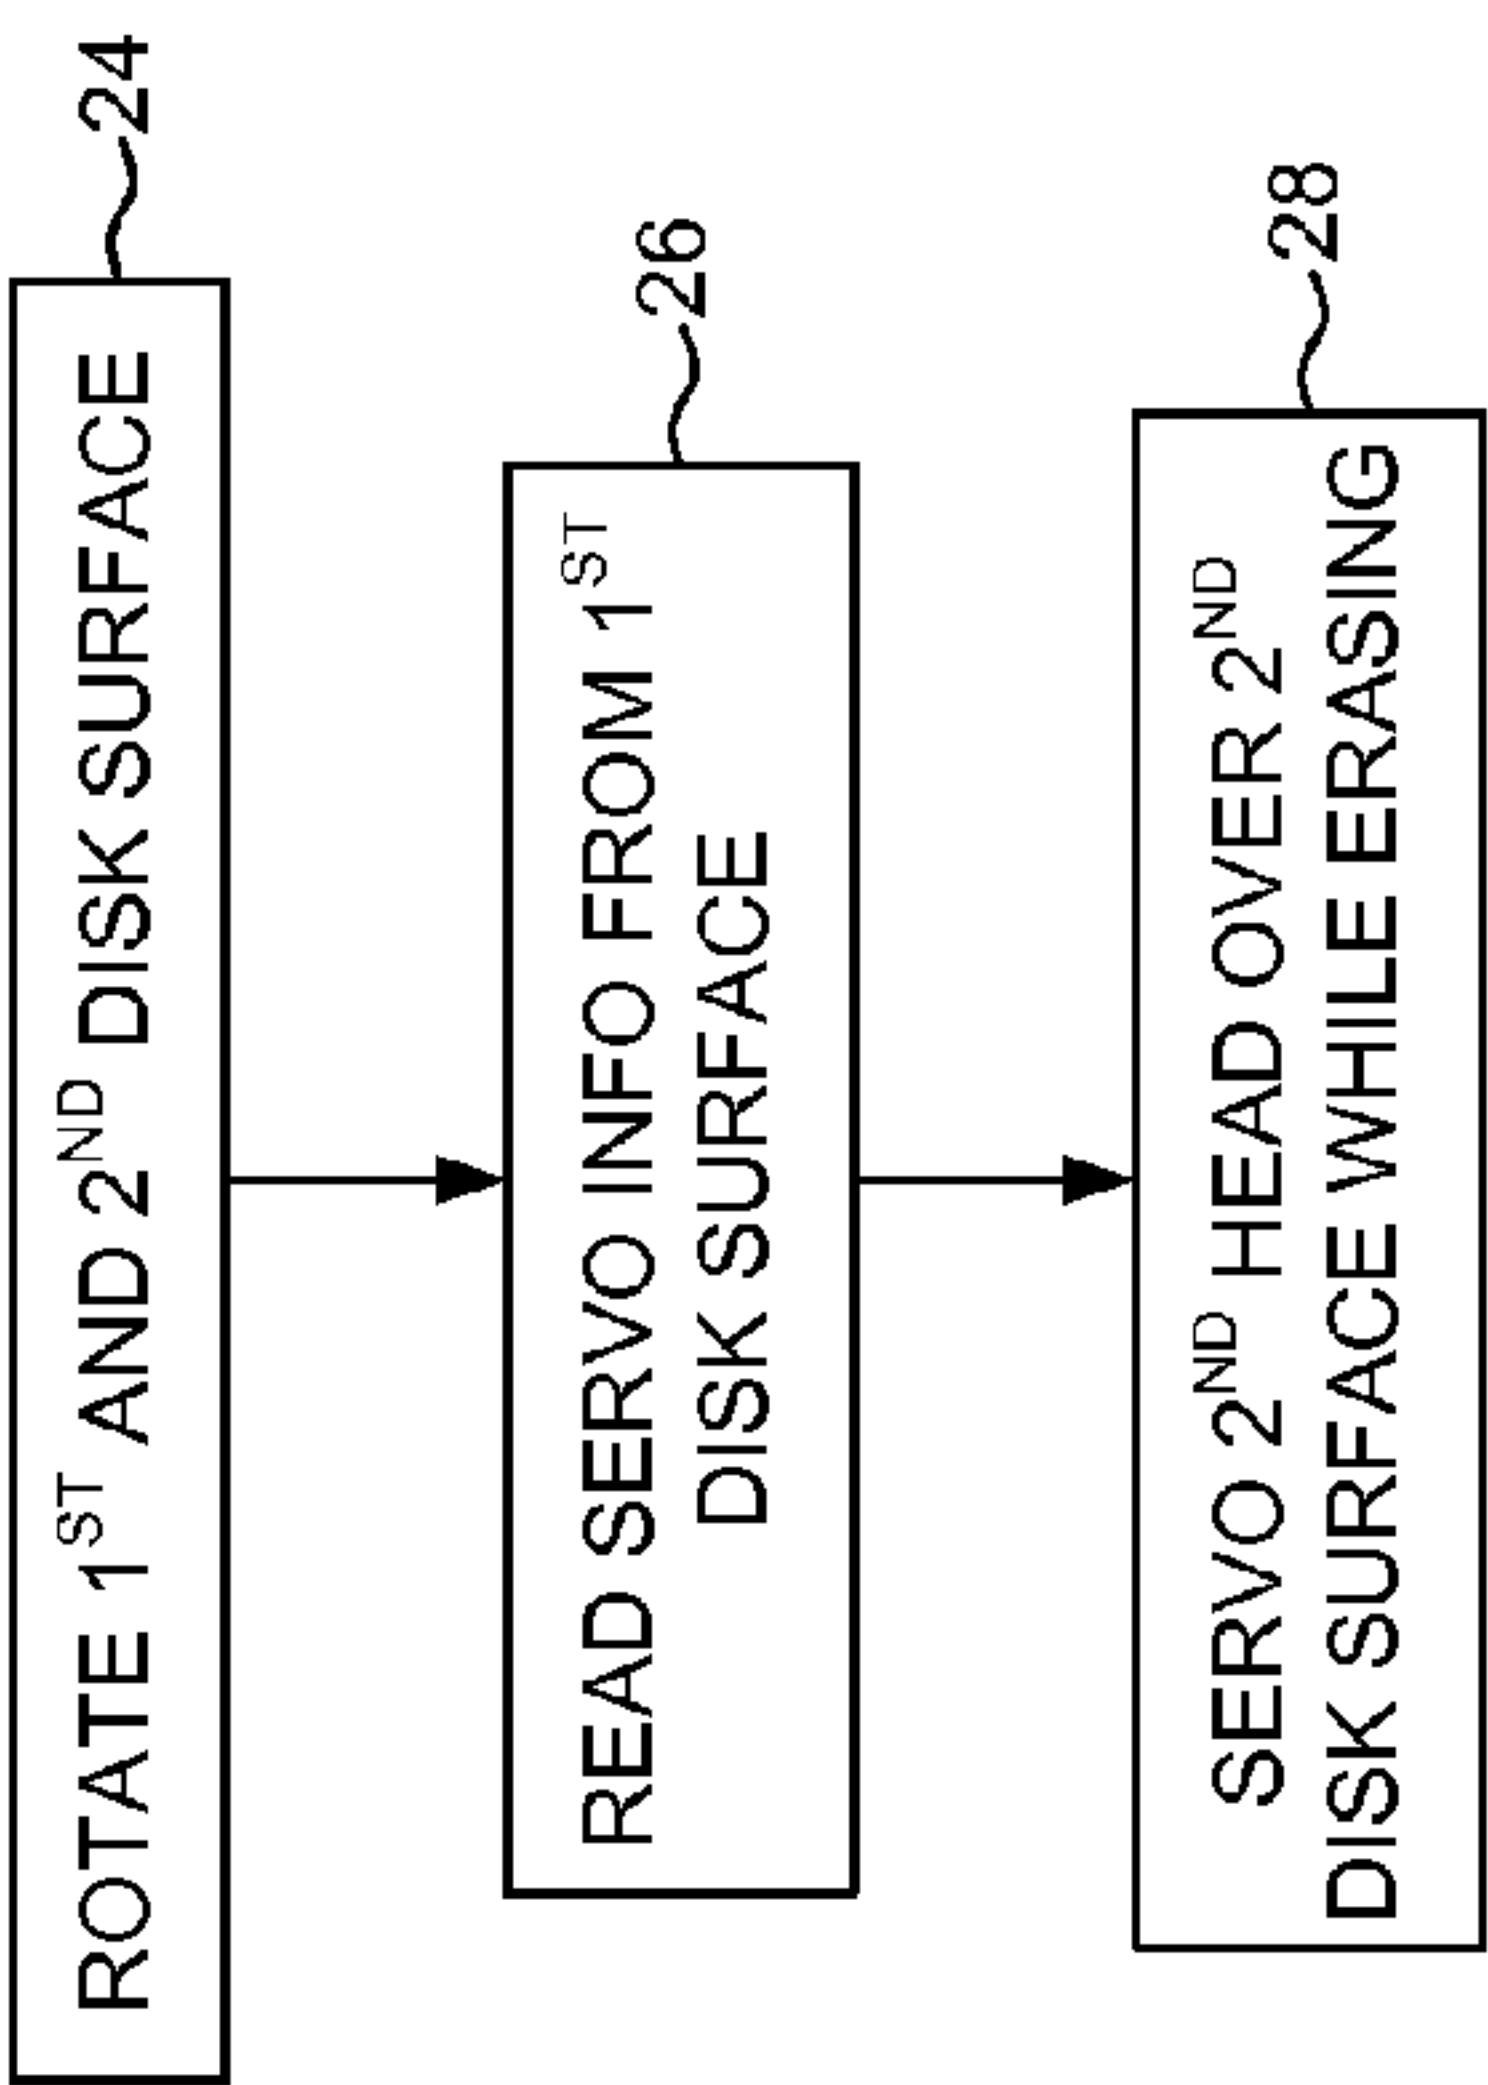 ROTATE 1ST AND 2ND DISK SURFACE
24
READ SERVO INFO FROM 1ST
DISK SURFACE
26
SERVO 2ND HEAD OVER 2ND
DISK SURFACE WHILE ERASING
28